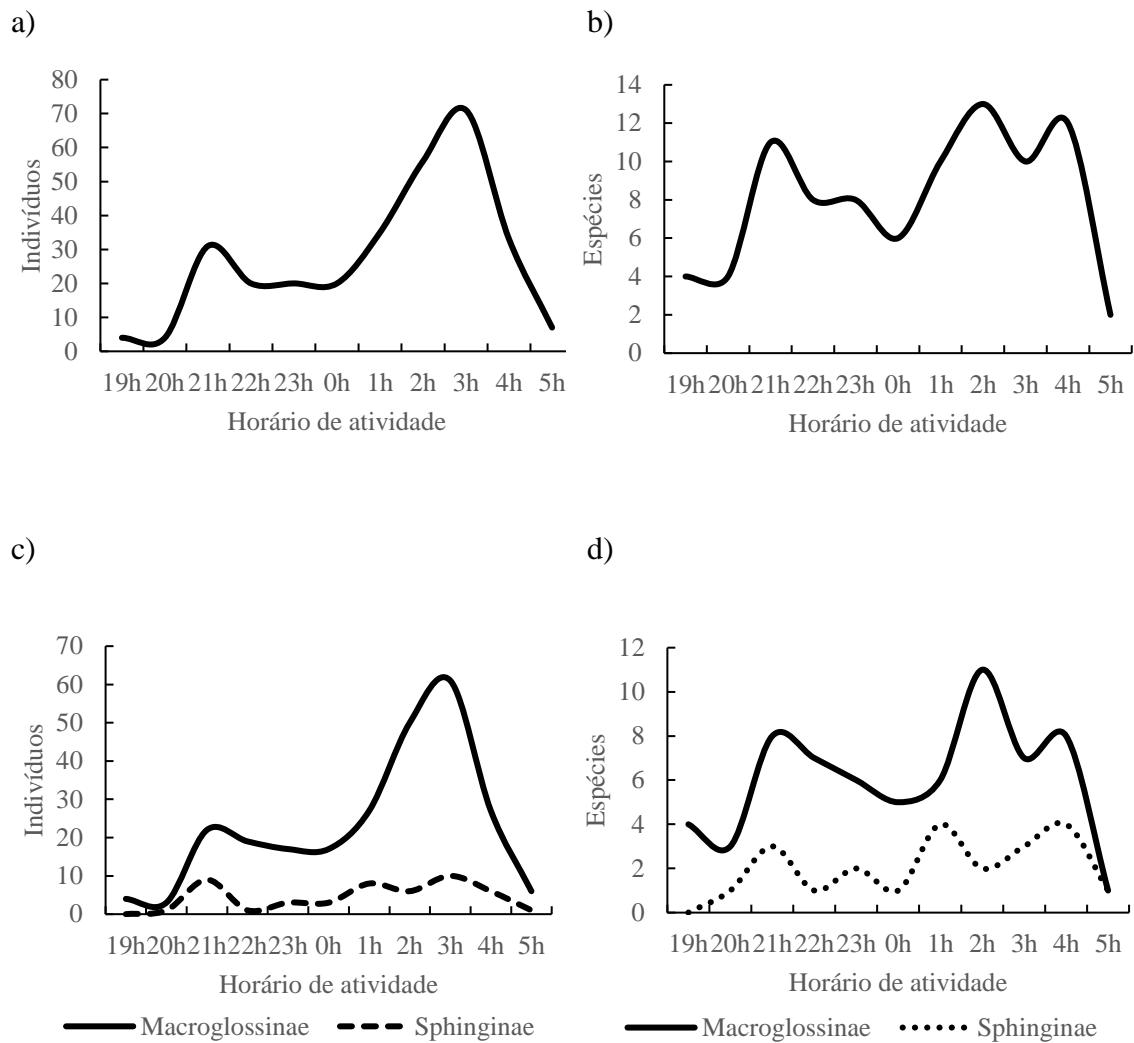 a)
80
70
60
50
40
30
20
10
0
Indivíduos
19h 20h 21h 22h 23h 0h 1h 2h 3h 4h 5h
Horário de atividade
b)
14
12
10
8
6
4
2
0
Espécies
19h 20h 21h 22h 23h 0h 1h 2h 3h 4h 5h
Horário de atividade
c)
70
60
50
40
30
20
10
0
Indivíduos
19h 20h 21h 22h 23h 0h 1h 2h 3h 4h 5h
Horário de atividade
Macroglossinae Sphinginae
d)
12
10
8
6
4
2
0
Espécies
19h 20h 21h 22h 23h 0h 1h 2h 3h 4h 5h
Horário de atividade
Macroglossinae Sphinginae